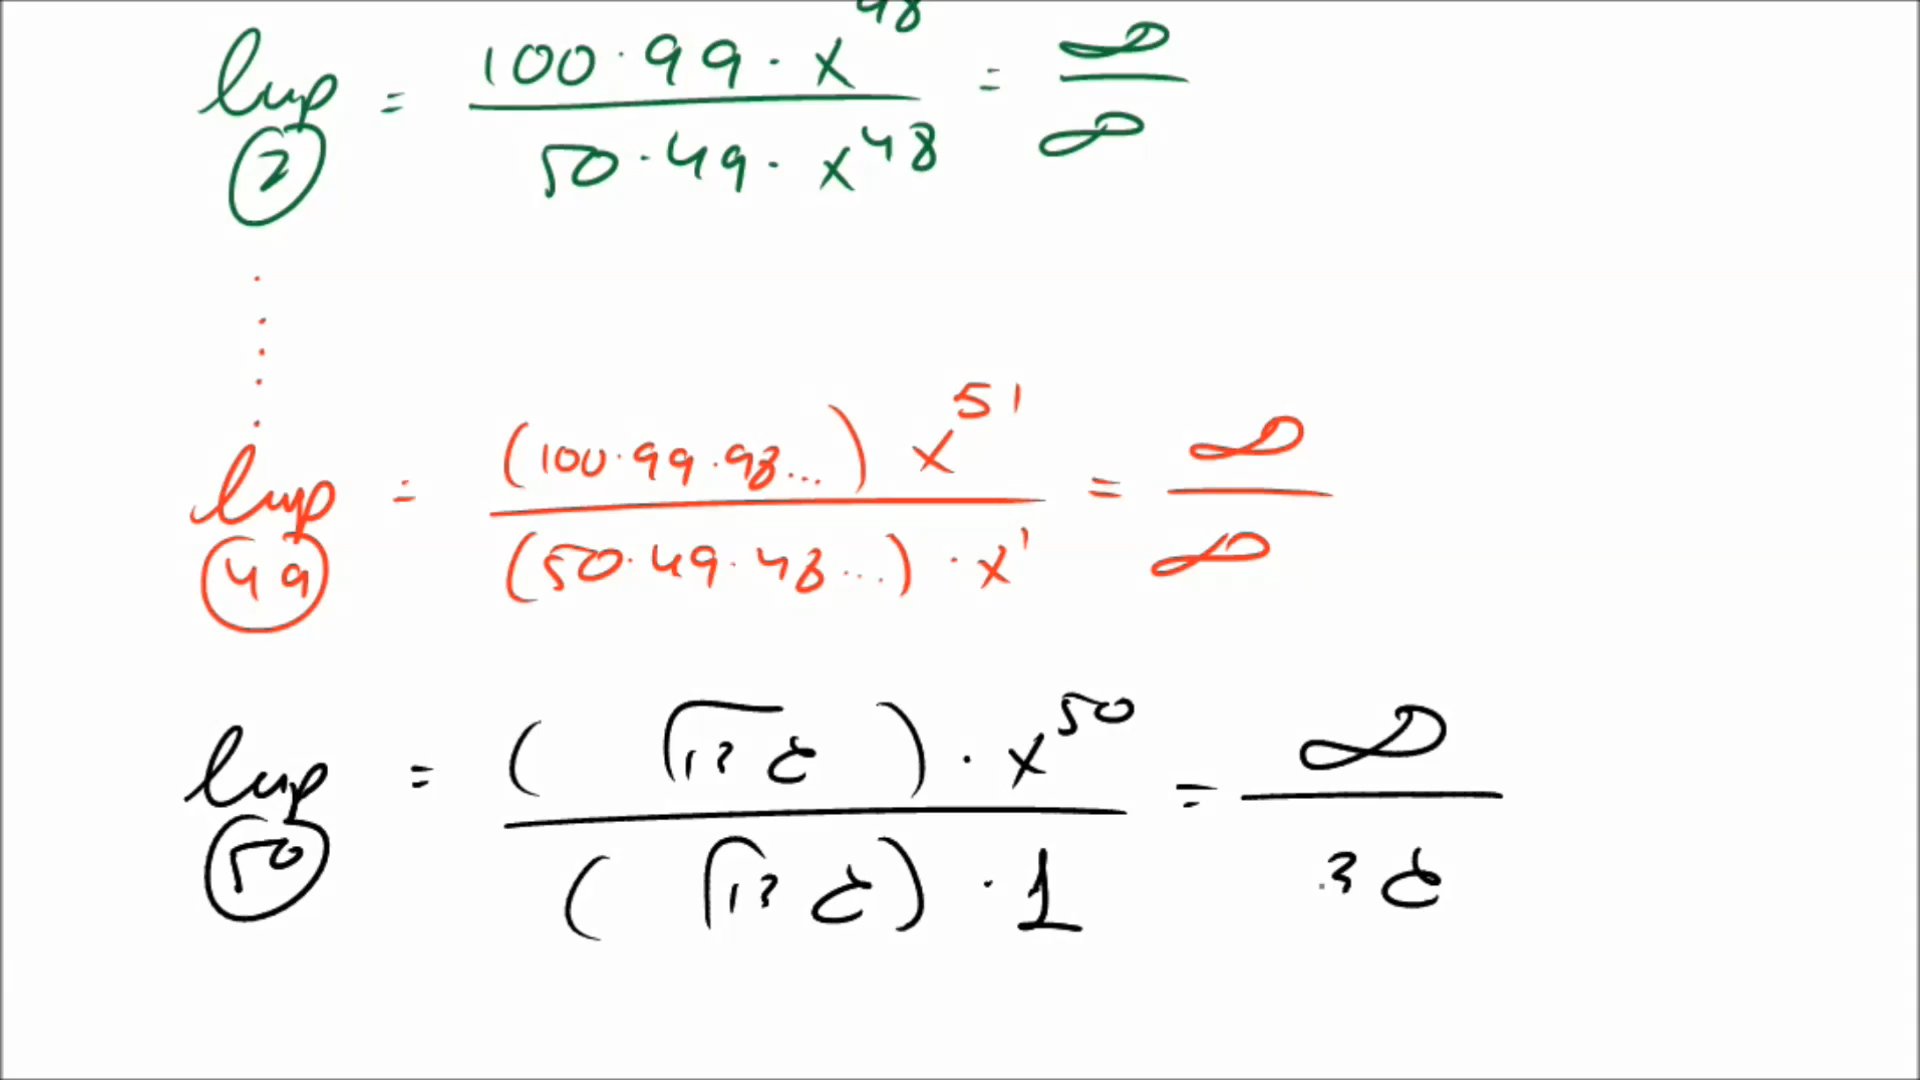 lup = 100·99·x^98 / 50·49·x^48 = ∞/∞
2
lup = (100·99·98...) x^51 / (50·49·48...)·x^1 = ∞/∞
49
lup = ( )·x^50 / ( )·1 = ∞/
50